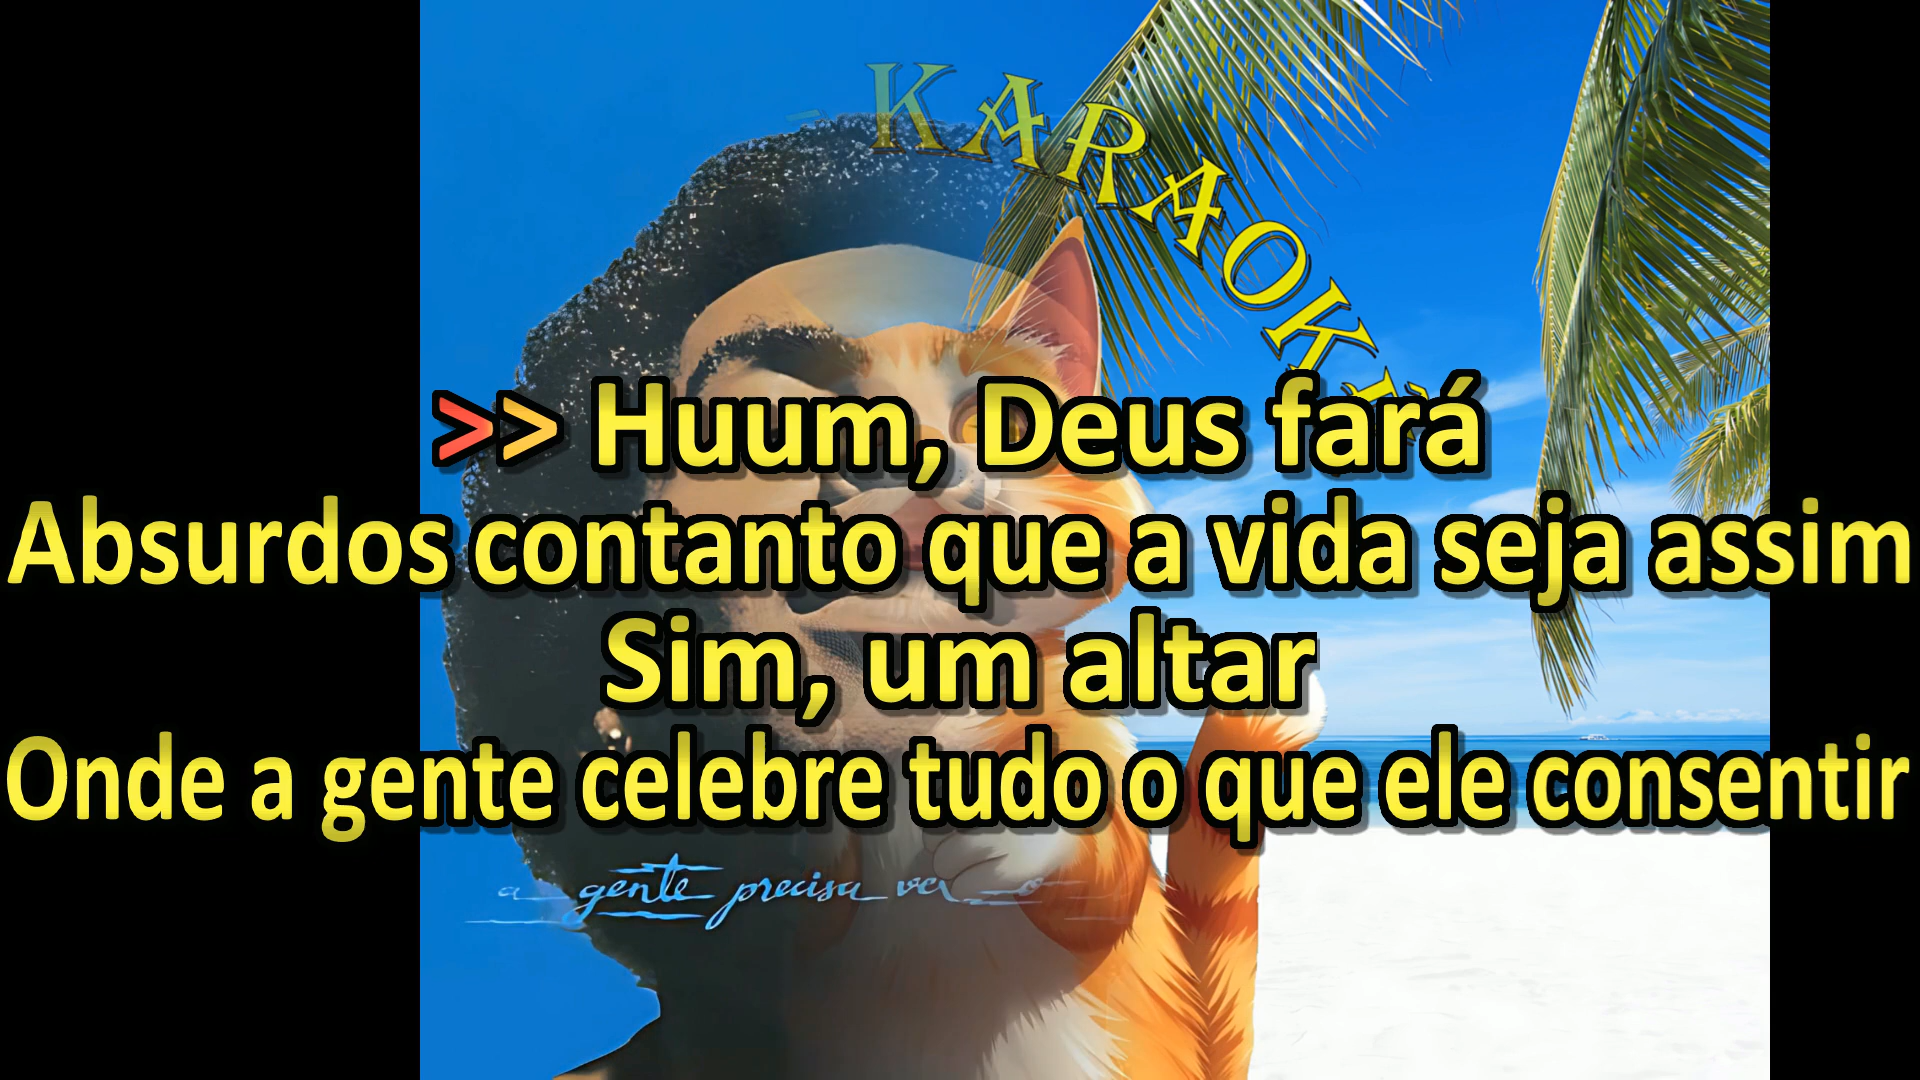 KARAOKE
>> Huum, Deus fará
Absurdos contanto que a vida seja assim
Sim, um altar
Onde a gente celebre tudo o que ele consentir
a gente precisa ver o